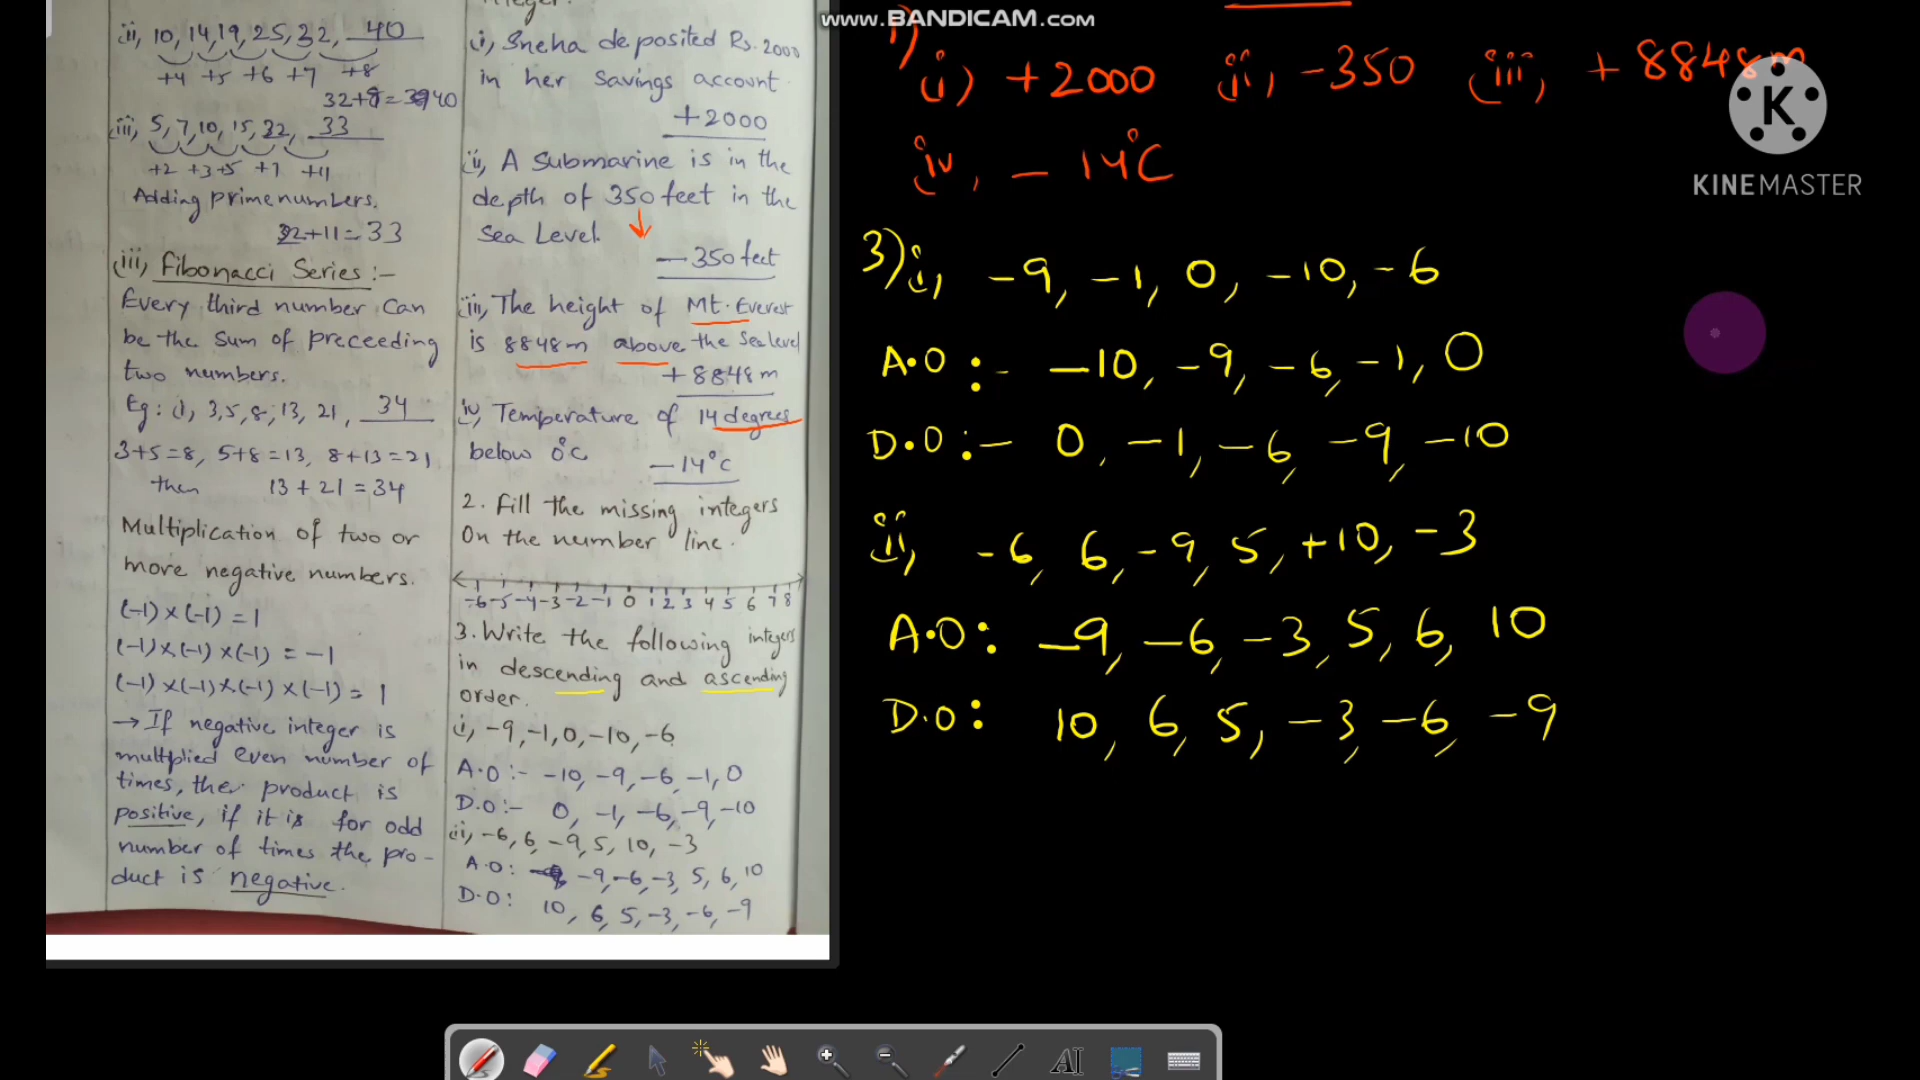 www.BANDICAM.com
ii, 10, 14, 19, 25, 32, 40
+4 +5 +6 +7 +8
iii, 5, 7, 10, 15, 22, 33
+2 +3 +5 +7 +11
Adding prime numbers.
22+11=33
(iii, Fibonacci Series :-
Every third number can
be the sum of preceeding
two numbers.
Eg: i, 3,5, 8, 13, 21, 34
3+5=8, 5+8=13, 8+13=21
then 13 + 21 = 34
Multiplication of two or
more negative numbers.
(-1) x (-1) = 1
(-1) x (-1) x (-1) = -1
(-1) x (-1) x (-1) x (-1) = 1
→ If negative integer is
multplied even number of
times, the product is
positive, if it is for odd
number of times the pro-
duct is negative.
integer.
i, Sneha deposited Rs. 2000
in her savings account.
+2000
ii, A submarine is in the
depth of 350 feet in the
Sea Level.
-350 feet
iii, The height of Mt. Everest
is 8848m above the sea level
+8848m
iv, Temperature of 14 degrees
below 0°C
-14°C
2. Fill the missing integers
On the number line.
-6 -5 -4 -3 -2 -1 0 1 2 3 4 5 6 7 8
3. Write the following integers
in descending and ascending
order.
i, -9, -1, 0, -10, -6
A.O :- -10, -9, -6, -1, 0
D.O :- 0, -1, -6, -9, -10
ii, -6, 6, -9, 5, 10, -3
A.O : -9, -6, -3, 5, 6, 10
D.O : 10, 6, 5, -3, -6, -9
1)
(i) +2000 ii, -350 iii, +8848m
iv, -14°C
3) i, -9, -1, 0, -10, -6
A.O :- -10, -9, -6, -1, 0
D.O :- 0, -1, -6, -9, -10
ii, -6, 6, -9, 5, +10, -3
A.O : -9, -6, -3, 5, 6, 10
D.O : 10, 6, 5, -3, -6, -9
K
KINEMASTER
AI